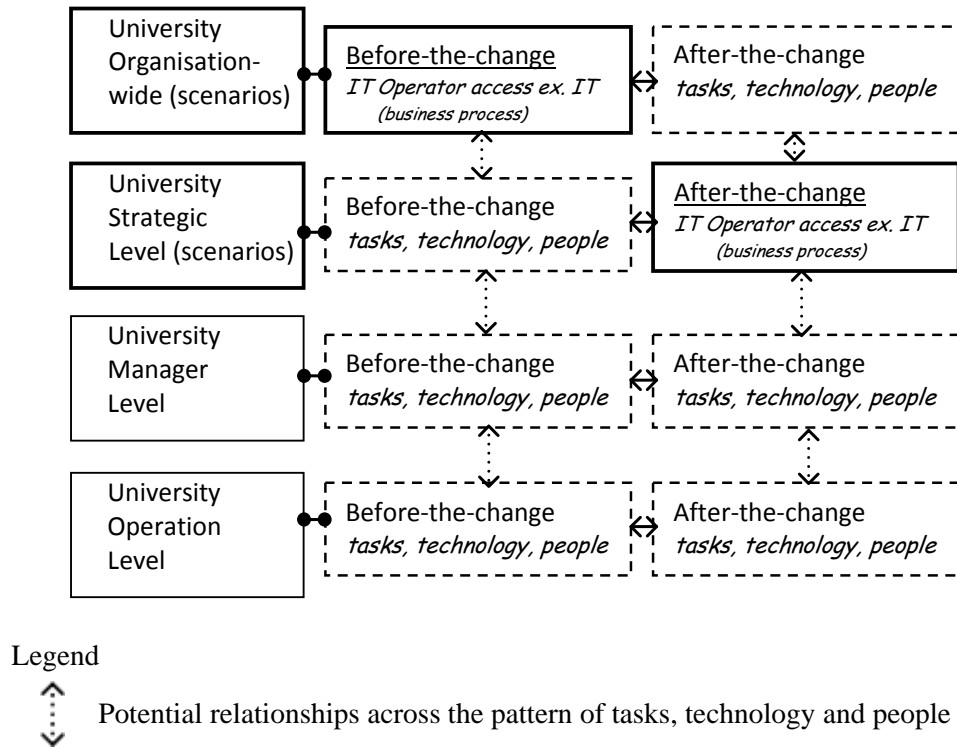 University
Organisation-
wide (scenarios)
Before-the-change
IT Operator access ex. IT
(business process)
After-the-change
tasks, technology, people
University
Strategic
Level (scenarios)
Before-the-change
tasks, technology, people
After-the-change
IT Operator access ex. IT
(business process)
University
Manager
Level
Before-the-change
tasks, technology, people
After-the-change
tasks, technology, people
University
Operation
Level
Before-the-change
tasks, technology, people
After-the-change
tasks, technology, people
Legend
Potential relationships across the pattern of tasks, technology and people